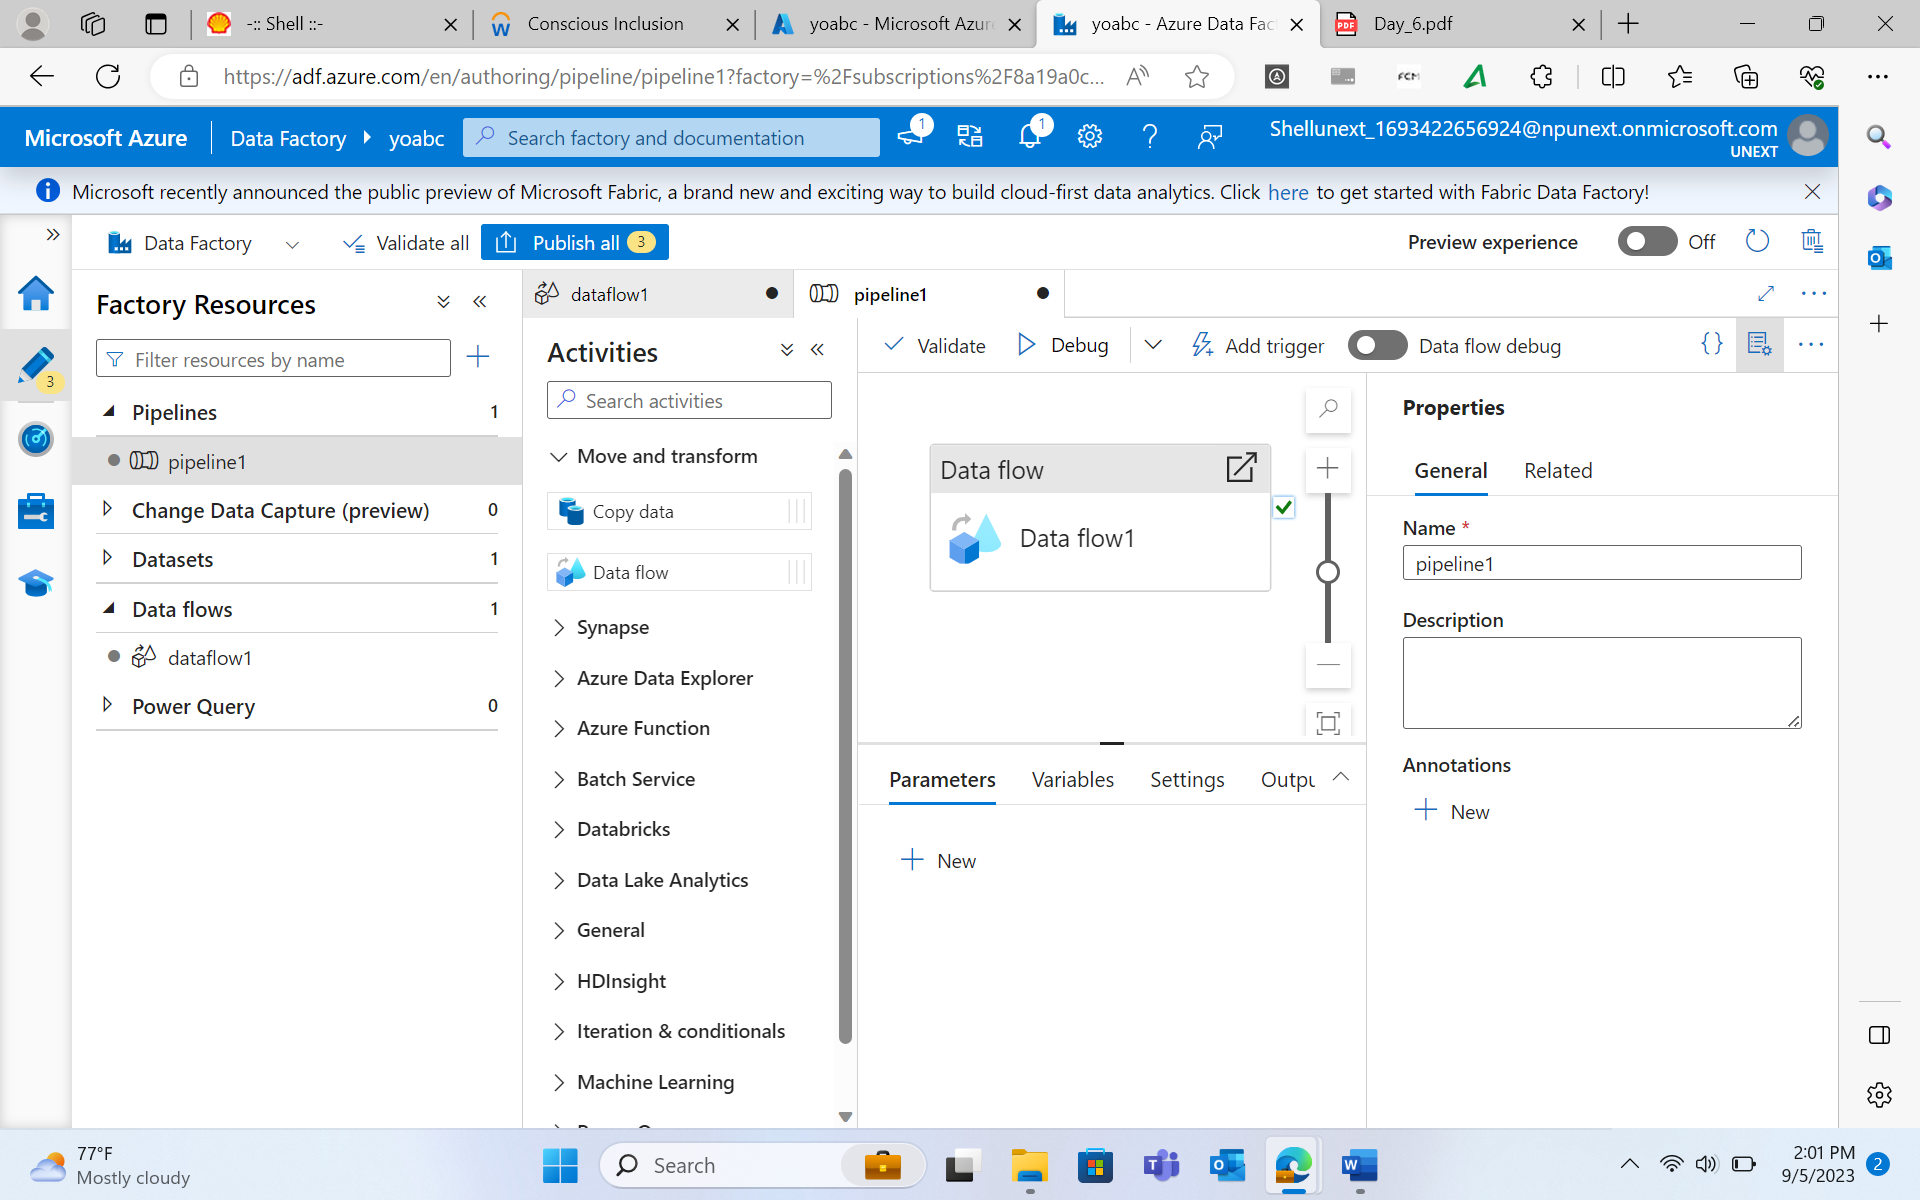 -:: Shell ::-
Conscious Inclusion
yoabc - Microsoft Azure
yoabc - Azure Data Fac
Day_6.pdf
https://adf.azure.com/en/authoring/pipeline/pipeline1?factory=%2Fsubscriptions%2F8a19a0c...
FCM
Microsoft Azure
Data Factory
yoabc
Search factory and documentation
1
1
Shellunext_1693422656924@npunext.onmicrosoft.com
UNEXT
Microsoft recently announced the public preview of Microsoft Fabric, a brand new and exciting way to build cloud-first data analytics. Click here to get started with Fabric Data Factory!
Data Factory
Validate all
Publish all 3
Preview experience
Off
3
Factory Resources
Filter resources by name
Pipelines 1
pipeline1
Change Data Capture (preview) 0
Datasets 1
Data flows 1
dataflow1
Power Query 0
dataflow1
pipeline1
Activities
Search activities
Move and transform
Copy data
Data flow
Synapse
Azure Data Explorer
Azure Function
Batch Service
Databricks
Data Lake Analytics
General
HDInsight
Iteration & conditionals
Machine Learning
Validate
Debug
Add trigger
Data flow debug
Data flow
Data flow1
Parameters
Variables
Settings
Outpu
New
Properties
General
Related
Name *
pipeline1
Description
Annotations
New
77°F
Mostly cloudy
Search
2:01 PM
9/5/2023
2